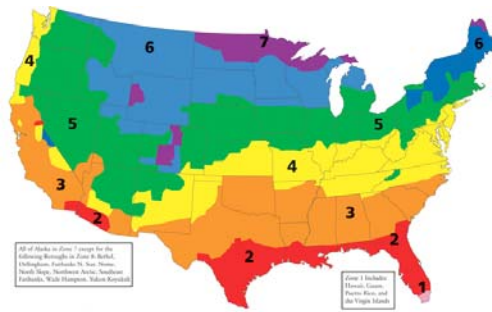 7
6
6
4
5
5
4
3
3
2
2
2
1
All of Alaska in Zone 7 except for the
following Boroughs in Zone 8: Bethel,
Dellingham, Fairbanks N. Star, Nome,
North Slope, Northwest Arctic, Southeast
Fairbanks, Wade Hampton, Yukon-Koyukuk
Zone 1 Includes:
Hawaii, Guam,
Puerto Rico, and
the Virgin Islands